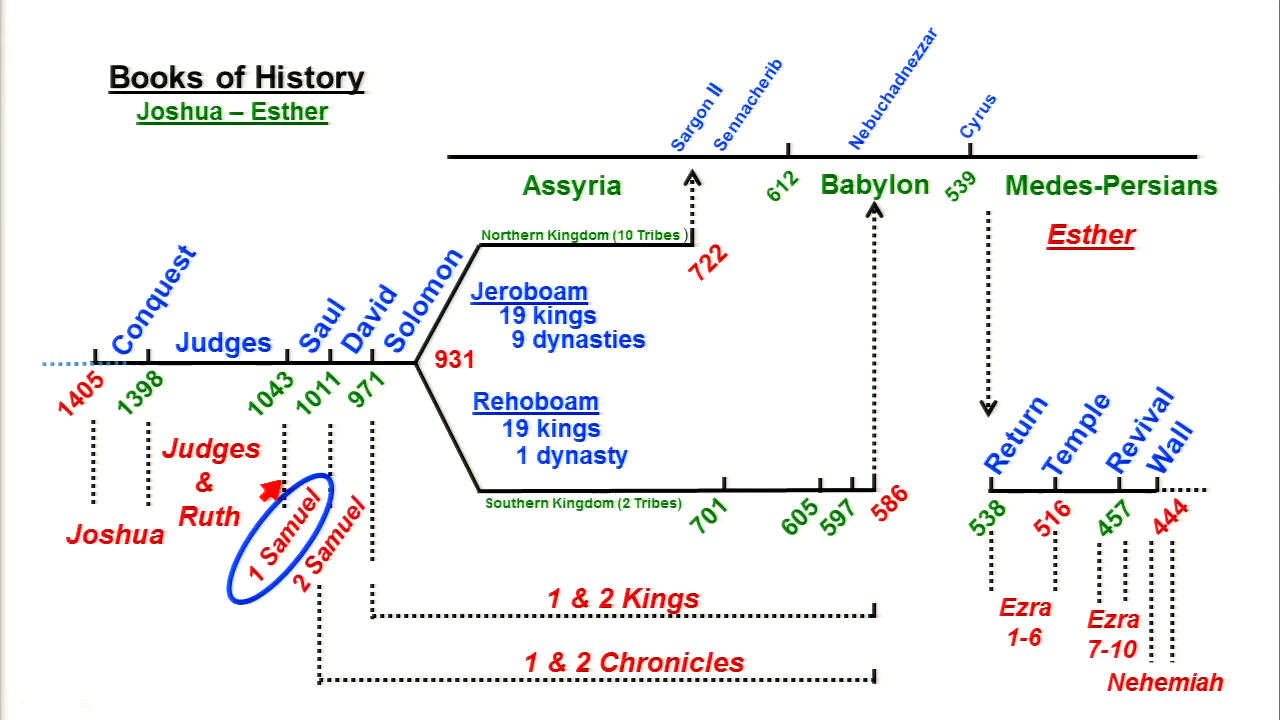 Books of History
Joshua – Esther
Sargon II
Sennacherib
Nebuchadnezzar
Cyrus
Assyria
612
Babylon
539
Medes-Persians
Esther
Northern Kingdom (10 Tribes )
722
Conquest
Judges
Saul
David
Solomon
Jeroboam
19 kings
9 dynasties
931
1405
1398
1043
1011
971
Rehoboam
19 kings
1 dynasty
Southern Kingdom (2 Tribes)
701
605
597
586
Return
Temple
Revival
Wall
538
516
457
444
Joshua
Judges
&
Ruth
1 Samuel
2 Samuel
1 & 2 Kings
1 & 2 Chronicles
Ezra
1-6
Ezra
7-10
Nehemiah